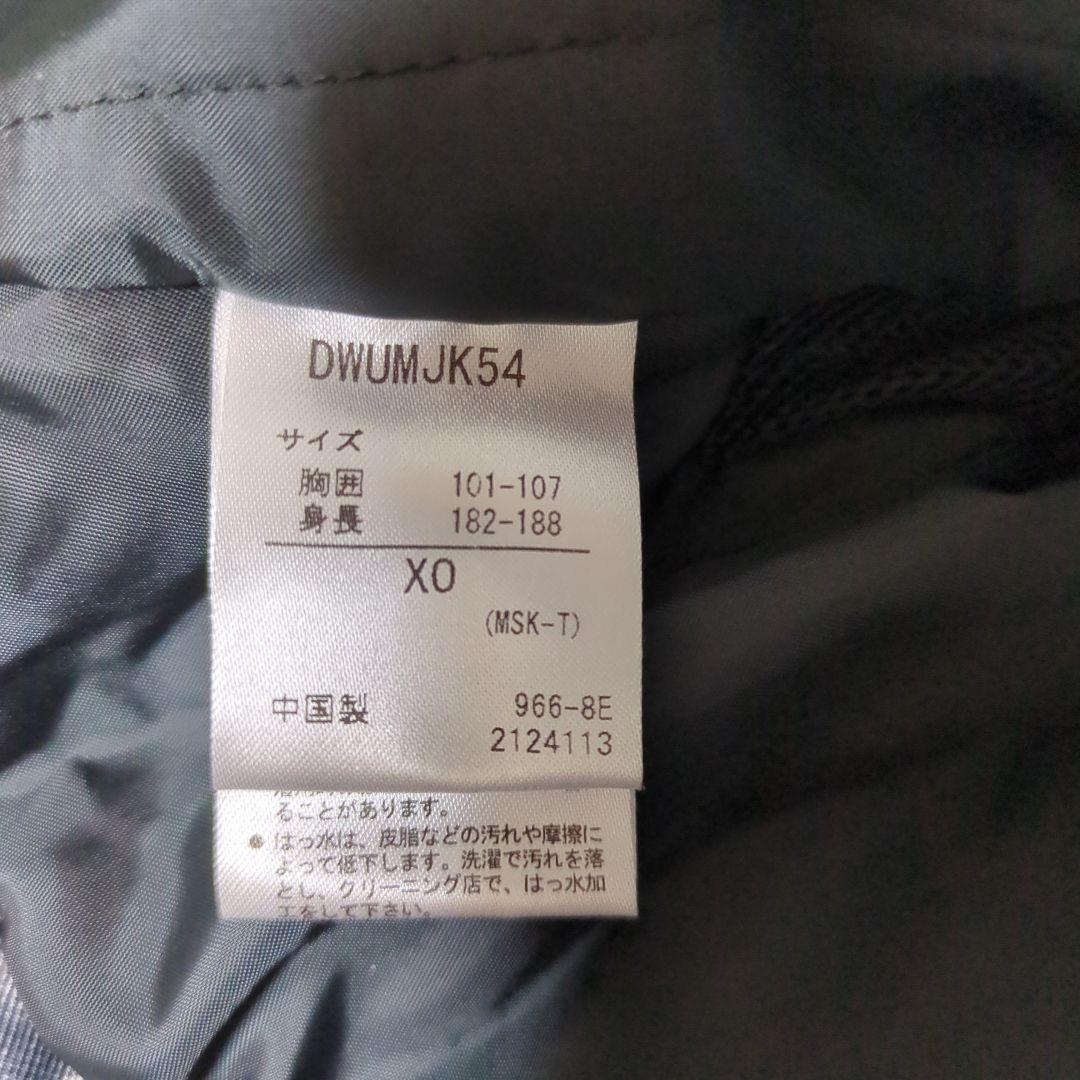 DWUMJK54
サイズ
胸囲 101-107
身長 182-188
XO
(MSK-T)
中国製 966-8E
2124113
ることがあります。
● はっ水は、皮脂などの汚れや摩擦に
よって低下します。洗濯で汚れを落
とし、クリーニング店で、はっ水加
工をして下さい。